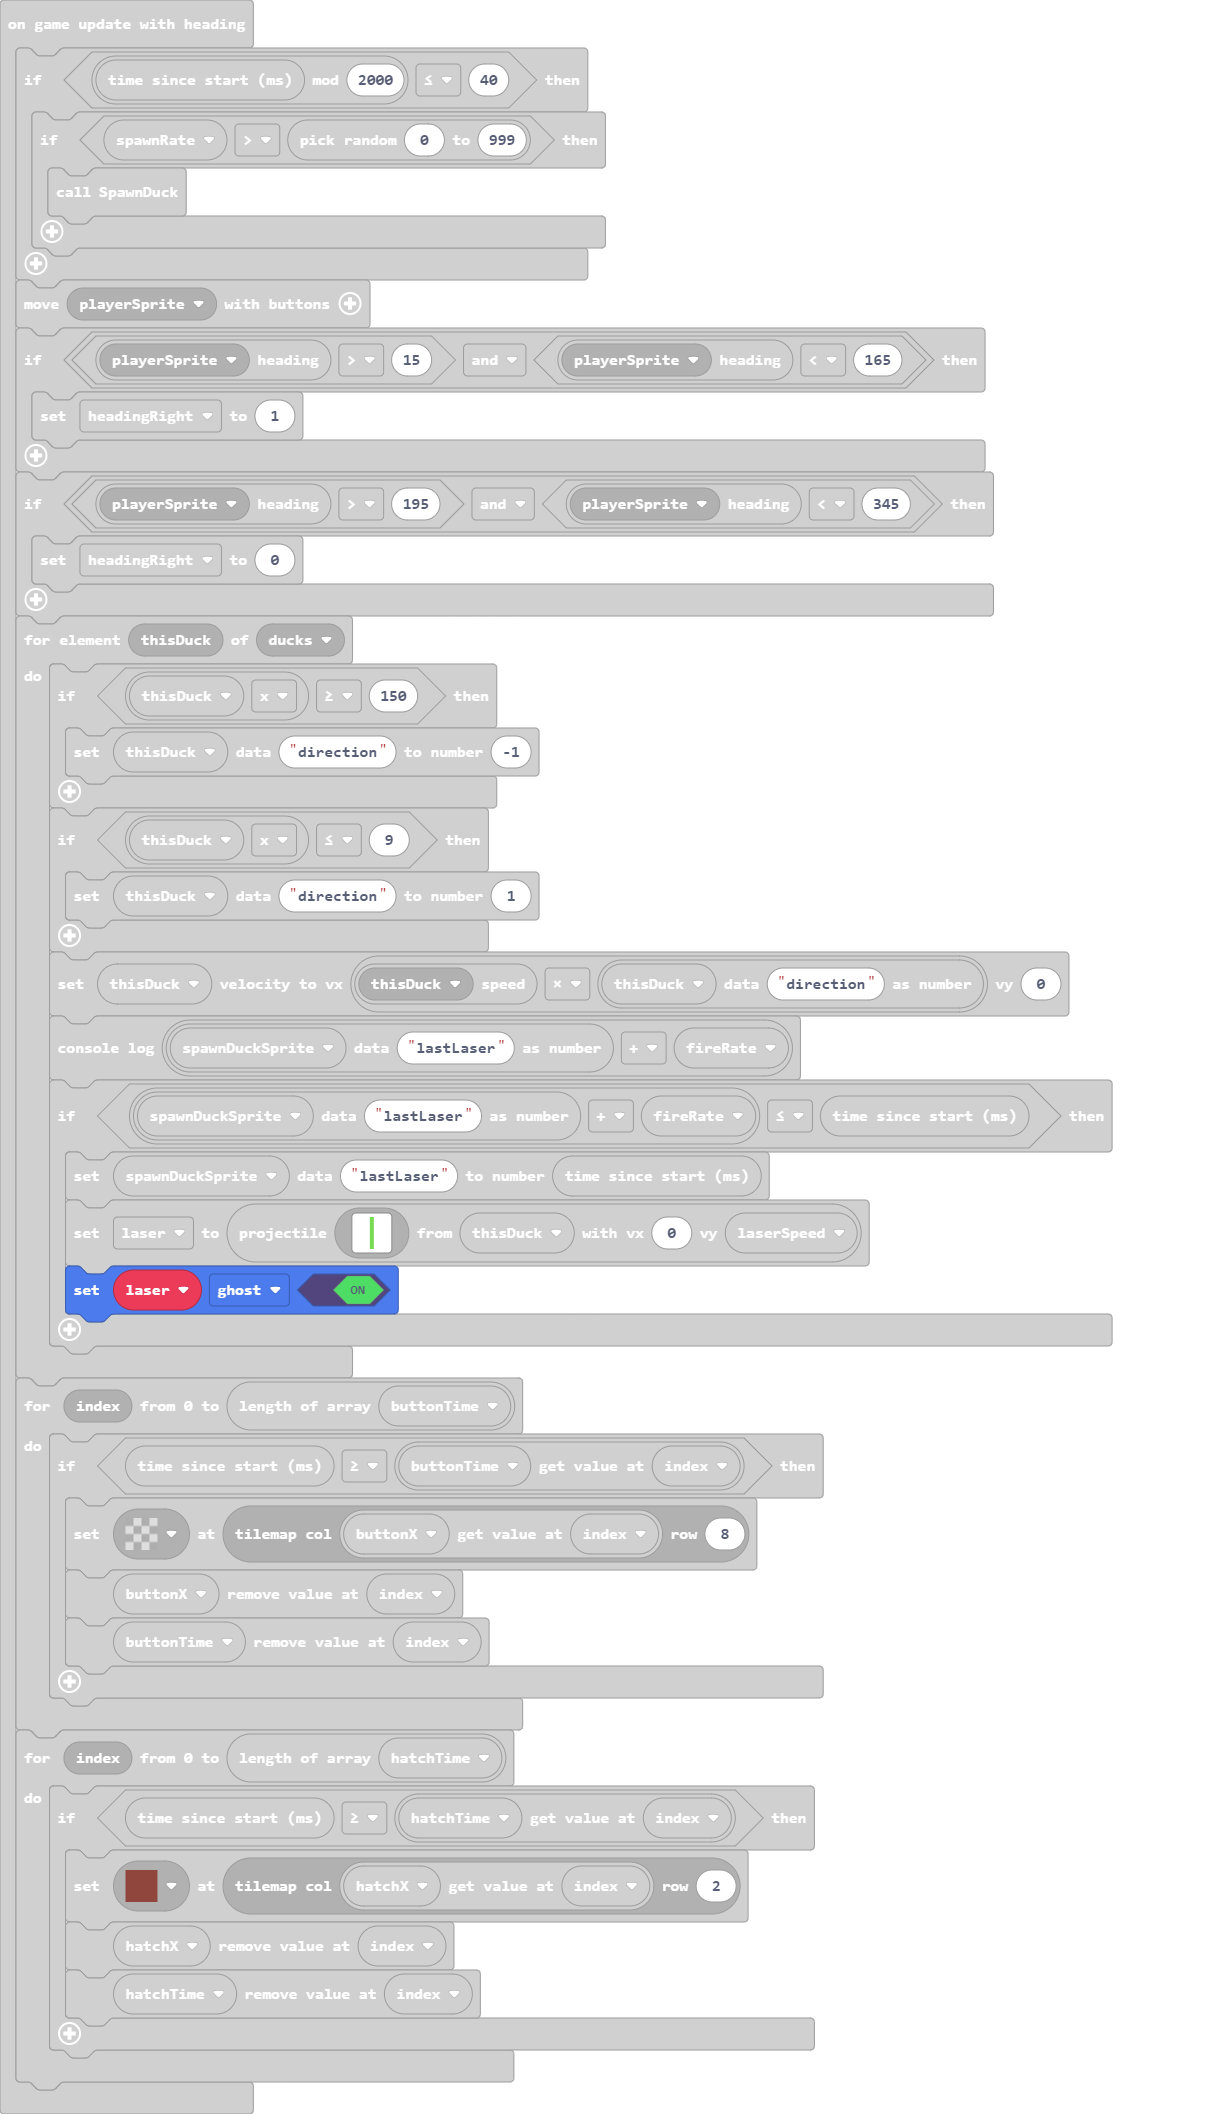 on game update with heading
if time since start (ms) mod 2000 ≤ 40 then
if spawnRate > pick random 0 to 999 then
call SpawnDuck
move playerSprite with buttons
if playerSprite heading > 15 and playerSprite heading < 165 then
set headingRight to 1
if playerSprite heading > 195 and playerSprite heading < 345 then
set headingRight to 0
for element thisDuck of ducks
do
if thisDuck x ≥ 150 then
set thisDuck data "direction" to number -1
if thisDuck x ≤ 9 then
set thisDuck data "direction" to number 1
set thisDuck velocity to vx thisDuck speed × thisDuck data "direction" as number vy 0
console log spawnDuckSprite data "lastLaser" as number + fireRate
if spawnDuckSprite data "lastLaser" as number + fireRate ≤ time since start (ms) then
set spawnDuckSprite data "lastLaser" to number time since start (ms)
set laser to projectile from thisDuck with vx 0 vy laserSpeed
set laser ghost ON
for index from 0 to length of array buttonTime
do
if time since start (ms) ≥ buttonTime get value at index then
set at tilemap col buttonX get value at index row 8
buttonX remove value at index
buttonTime remove value at index
for index from 0 to length of array hatchTime
do
if time since start (ms) ≥ hatchTime get value at index then
set at tilemap col hatchX get value at index row 2
hatchX remove value at index
hatchTime remove value at index